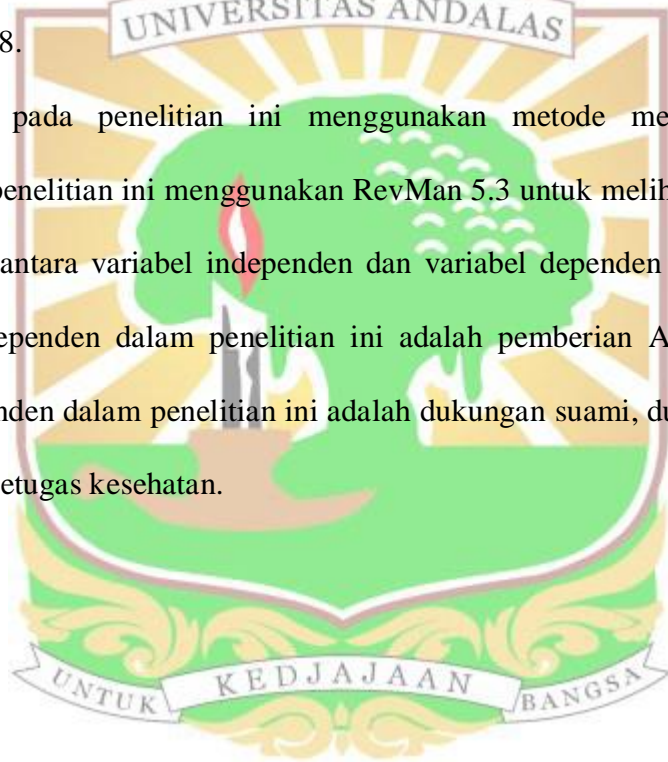 UNIVERSITAS ANDALAS
8.
pada penelitian ini menggunakan metode me
penelitian ini menggunakan RevMan 5.3 untuk melih
antara variabel independen dan variabel dependen
ependen dalam penelitian ini adalah pemberian A
nden dalam penelitian ini adalah dukungan suami, du
etugas kesehatan.
UNTUK KEDJAJAAN BANGSA